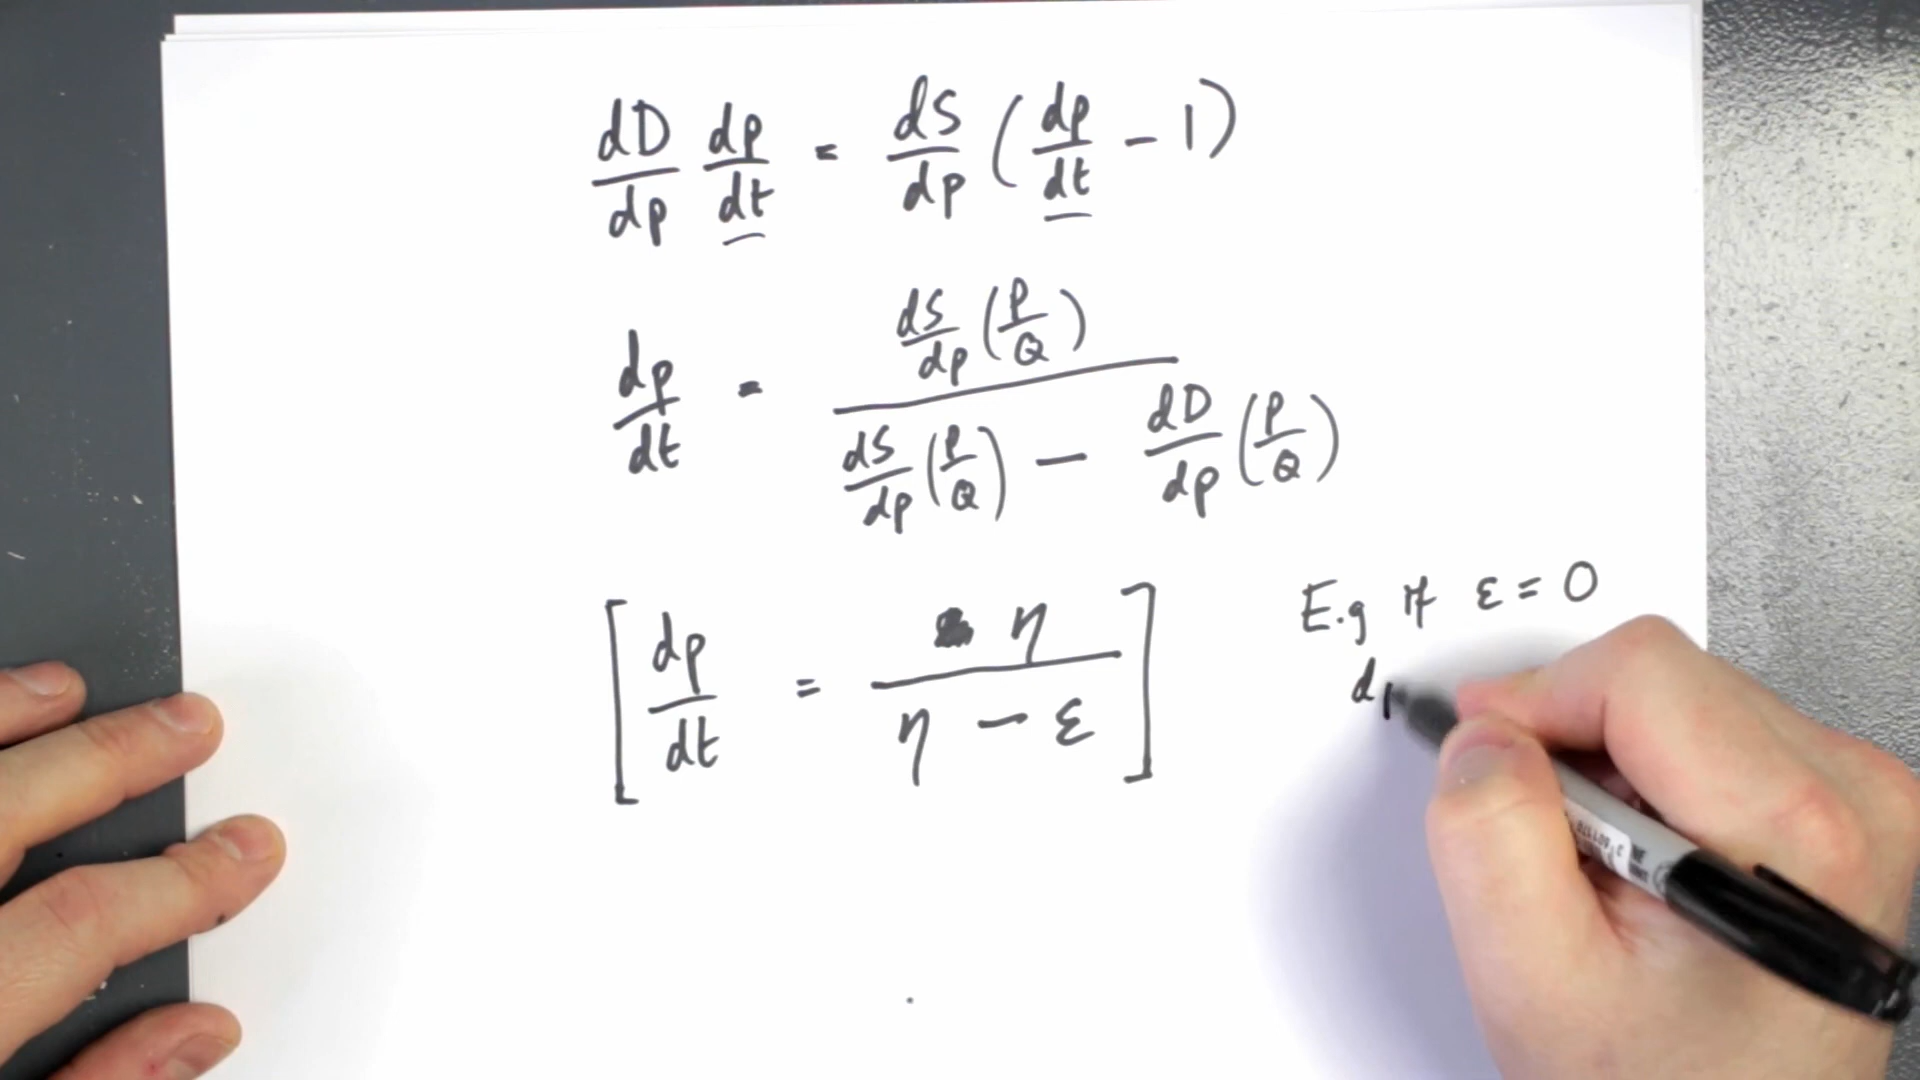 dD/dp dp/dt = dS/dp (dp/dt - 1)
dp/dt = dS/dp (P/Q) / dS/dp (P/Q) - dD/dp (P/Q)
[dp/dt = η / η - ε]
E.g if ε = 0
dp